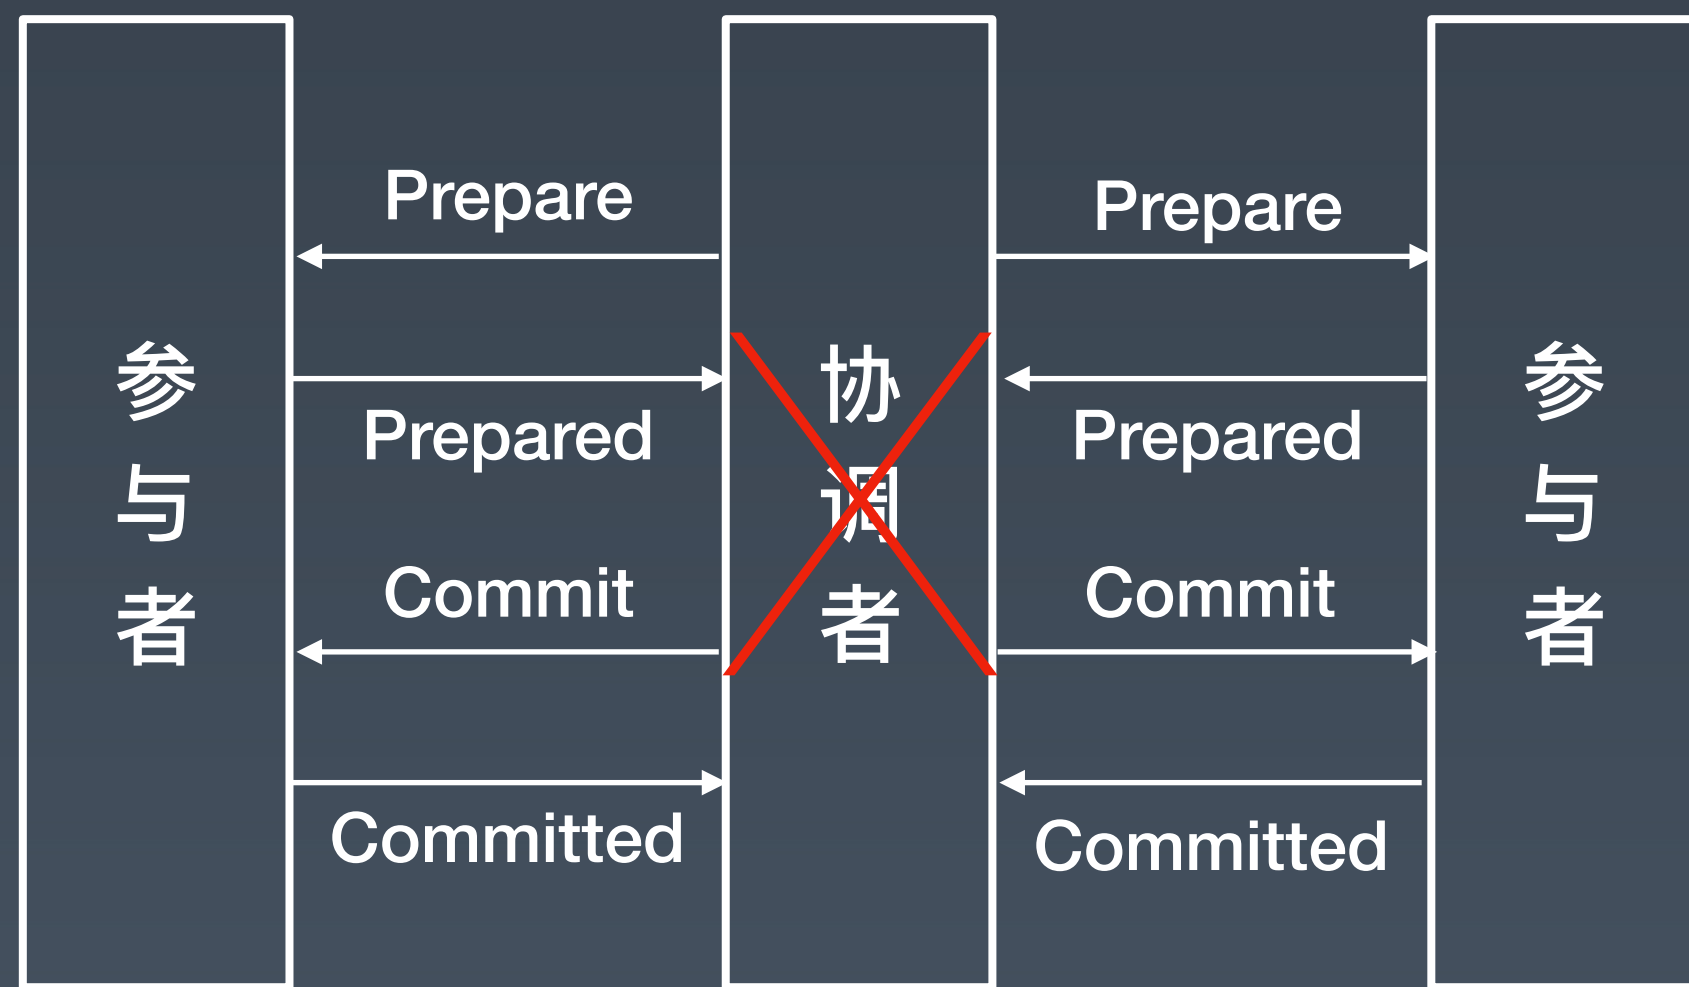 Prepare
Prepare
参与者
Prepared
协调者
Prepared
参与者
Commit
Commit
Committed
Committed